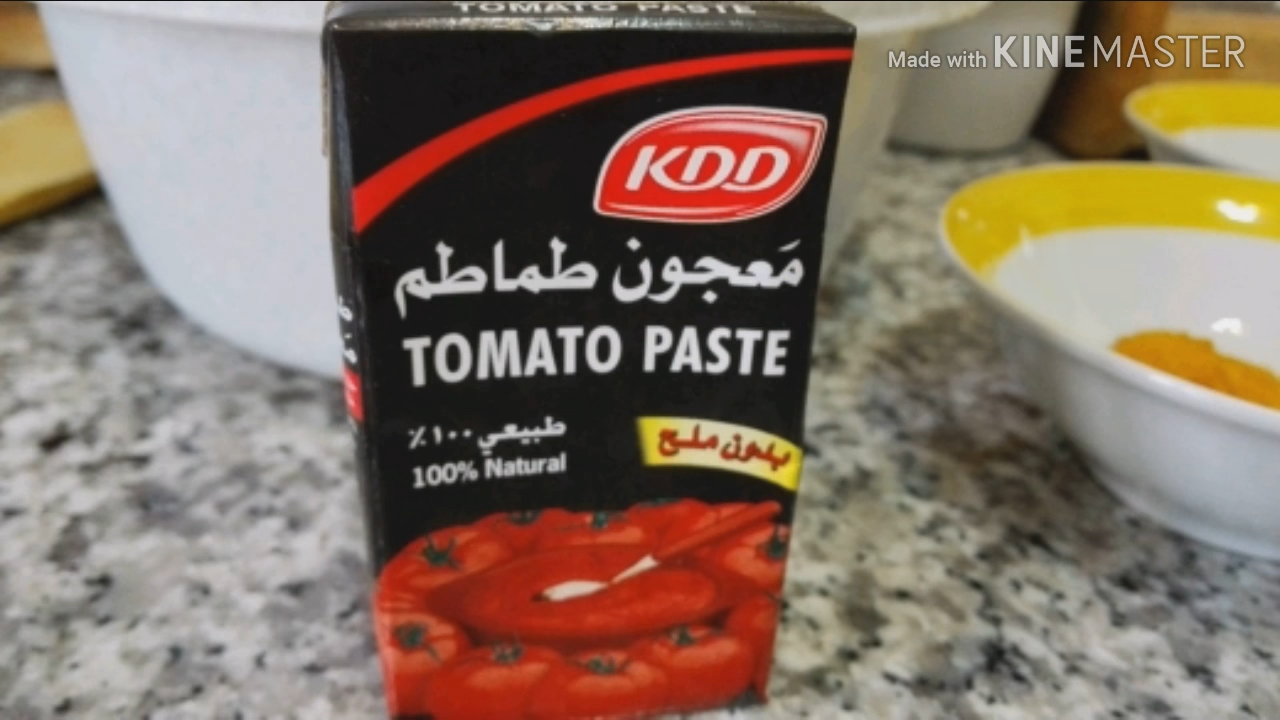 TOMATO PASTE
Made with KINEMASTER
KDD
مَعجون طماطم
TOMATO PASTE
طبيعي ١٠٠٪
100% Natural
بدون ملح